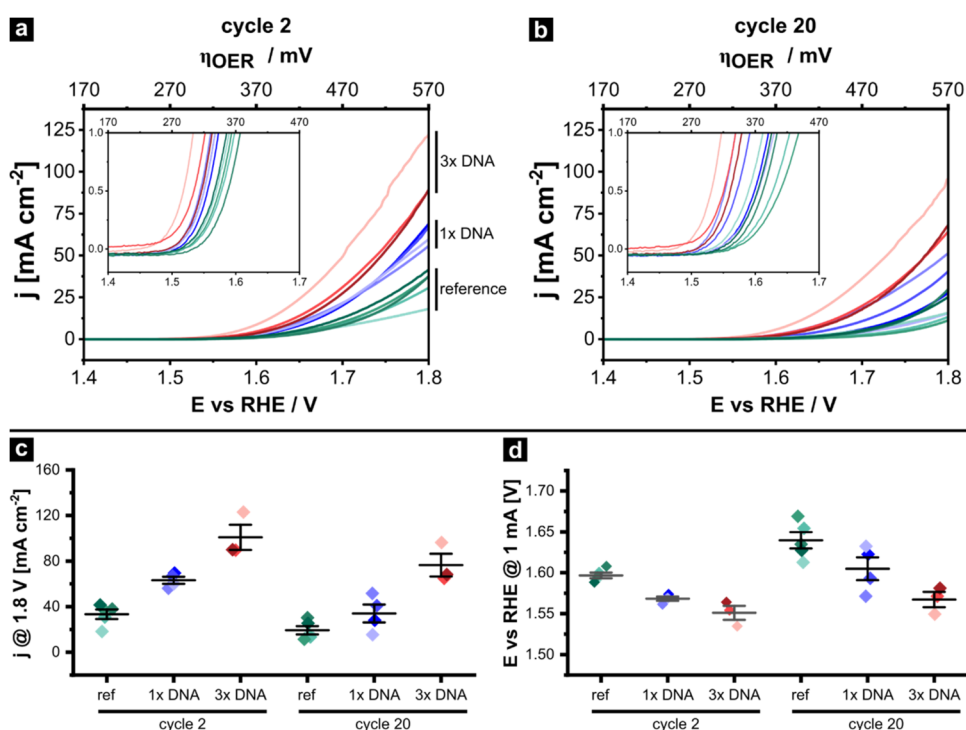 a
cycle 2
ηOER / mV
170 270 370 470 570
170 270 370 470
1.0
0.5
0.0
1.4 1.5 1.6 1.7
125
100
75
50
25
0
j [mA cm-2]
3x DNA
1x DNA
reference
1.4 1.5 1.6 1.7 1.8
E vs RHE / V
b
cycle 20
ηOER / mV
170 270 370 470 570
170 270 370 470
1.0
0.5
0.0
1.4 1.5 1.6 1.7
125
100
75
50
25
0
j [mA cm-2]
1.4 1.5 1.6 1.7 1.8
E vs RHE / V
c
160
120
80
40
0
j @ 1.8 V [mA cm-2]
ref 1x DNA 3x DNA ref 1x DNA 3x DNA
cycle 2 cycle 20
d
1.70
1.65
1.60
1.55
1.50
E vs RHE @ 1 mA [V]
ref 1x DNA 3x DNA ref 1x DNA 3x DNA
cycle 2 cycle 20